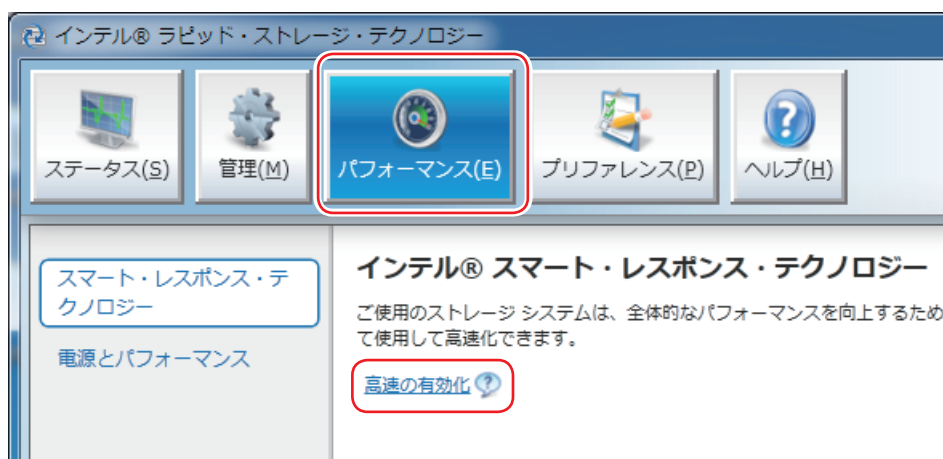 インテル® ラピッド・ストレージ・テクノロジー
ステータス(S) 管理(M) パフォーマンス(E) プリファレンス(P) ヘルプ(H)
スマート・レスポンス・テ
クノロジー
電源とパフォーマンス
インテル® スマート・レスポンス・テクノロジー
ご使用のストレージ システムは、全体的なパフォーマンスを向上するため
て使用して高速化できます。
高速の有効化